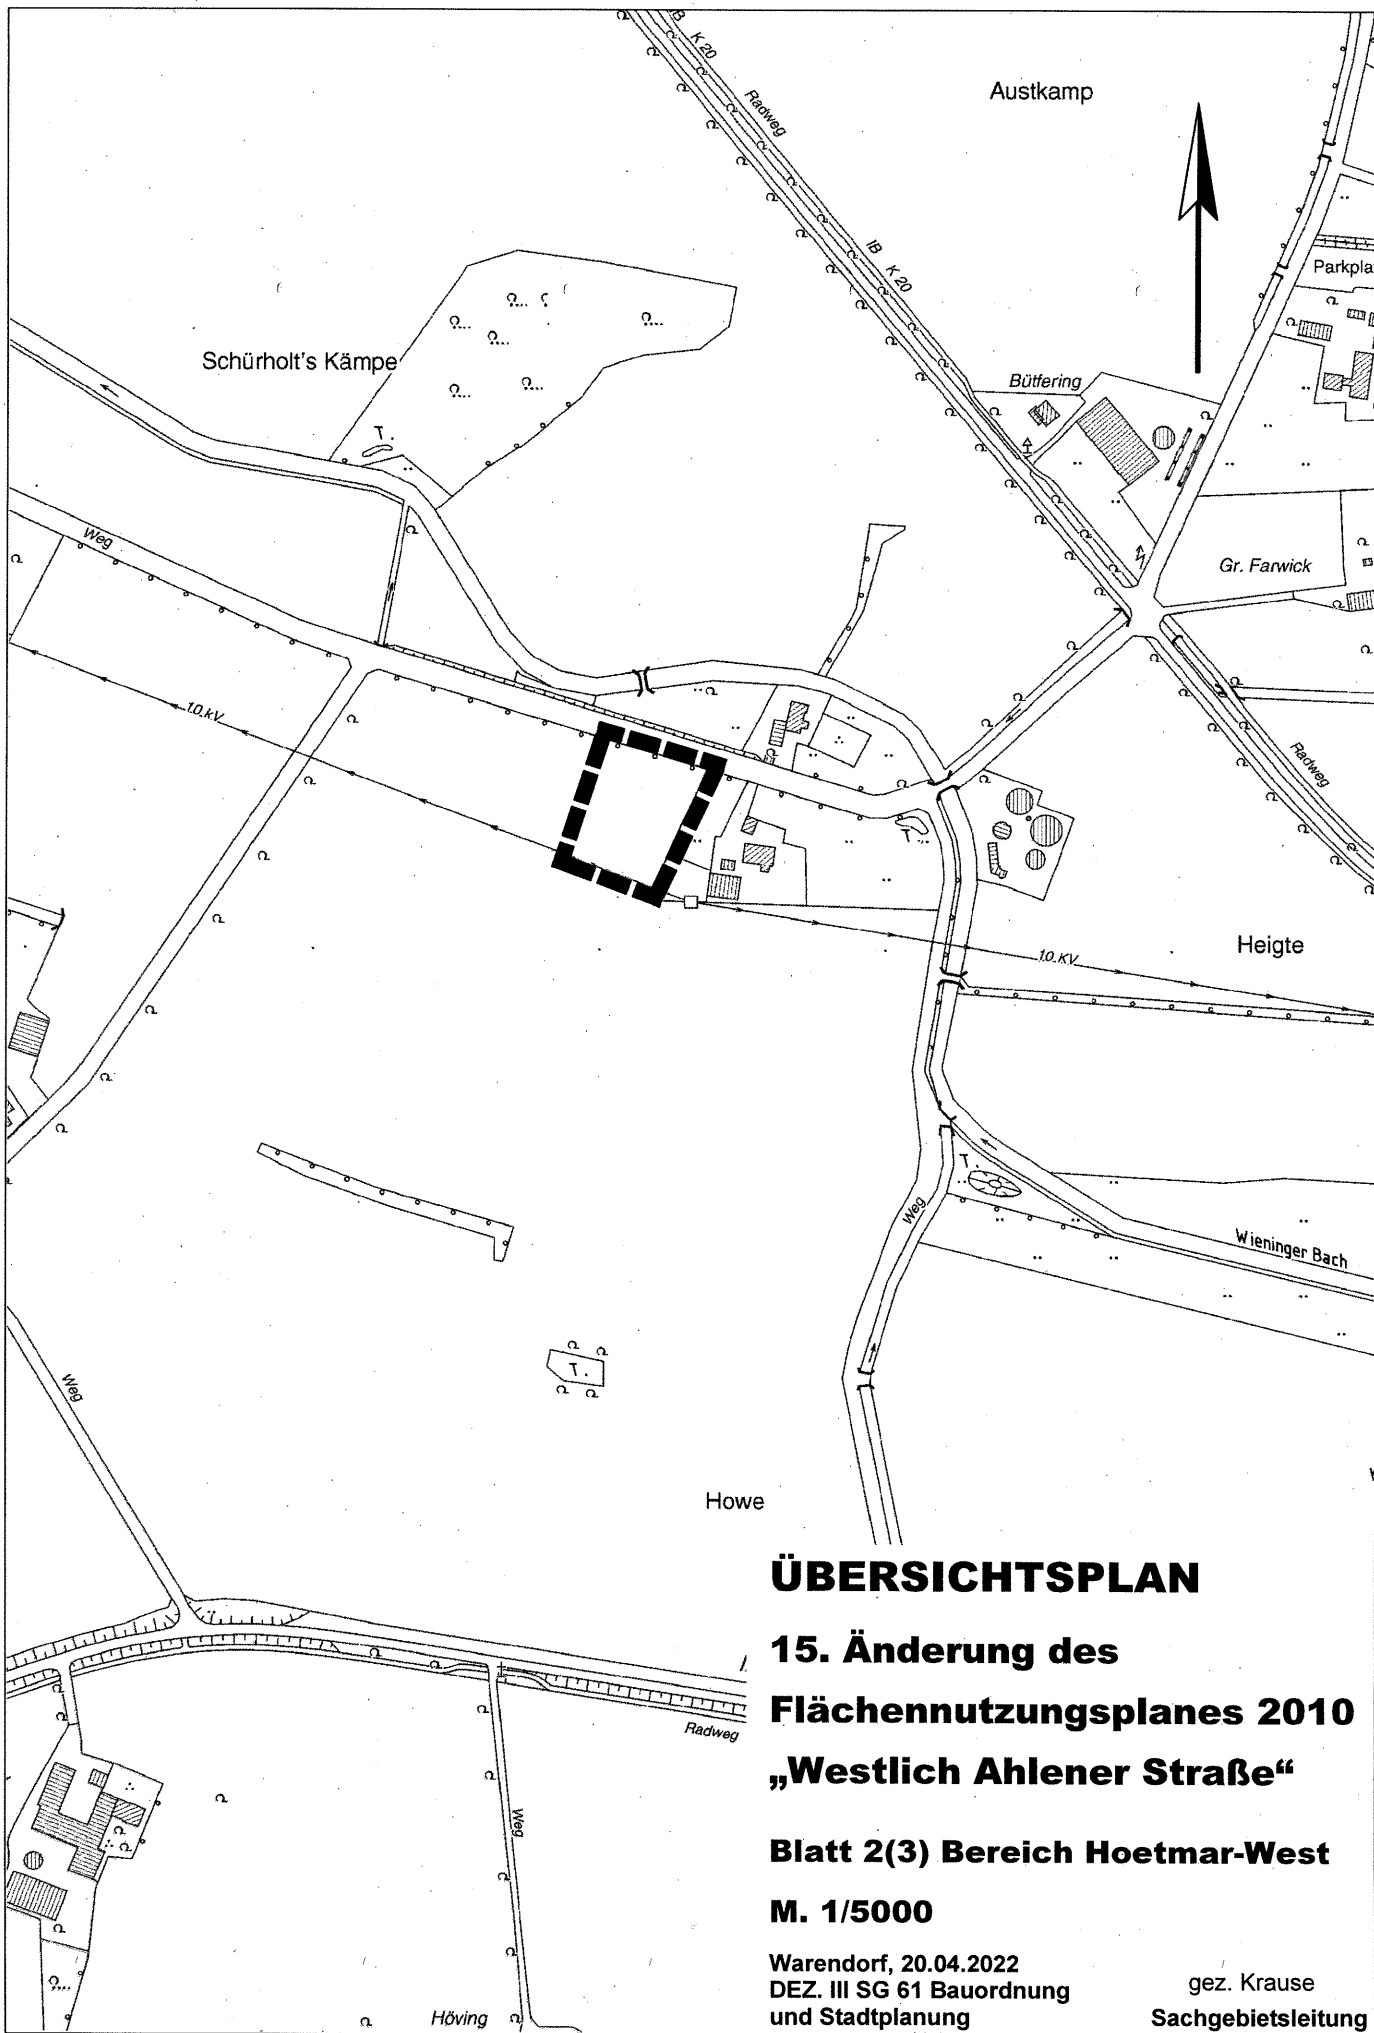 IB K 20
Radweg
Austkamp
IB K 20
Parkpla
Schürholt's Kämpe
Bütfering
T.
Weg
Gr. Farwick
10 KV
Radweg
T.
Heigte
10 KV
T.
Weg
Wieninger Bach
T.
Weg
Howe
Radweg
Weg
Höving
ÜBERSICHTSPLAN
15. Änderung des
Flächennutzungsplanes 2010
„Westlich Ahlener Straße“
Blatt 2(3) Bereich Hoetmar-West
M. 1/5000
Warendorf, 20.04.2022
DEZ. III SG 61 Bauordnung
und Stadtplanung
gez. Krause
Sachgebietsleitung